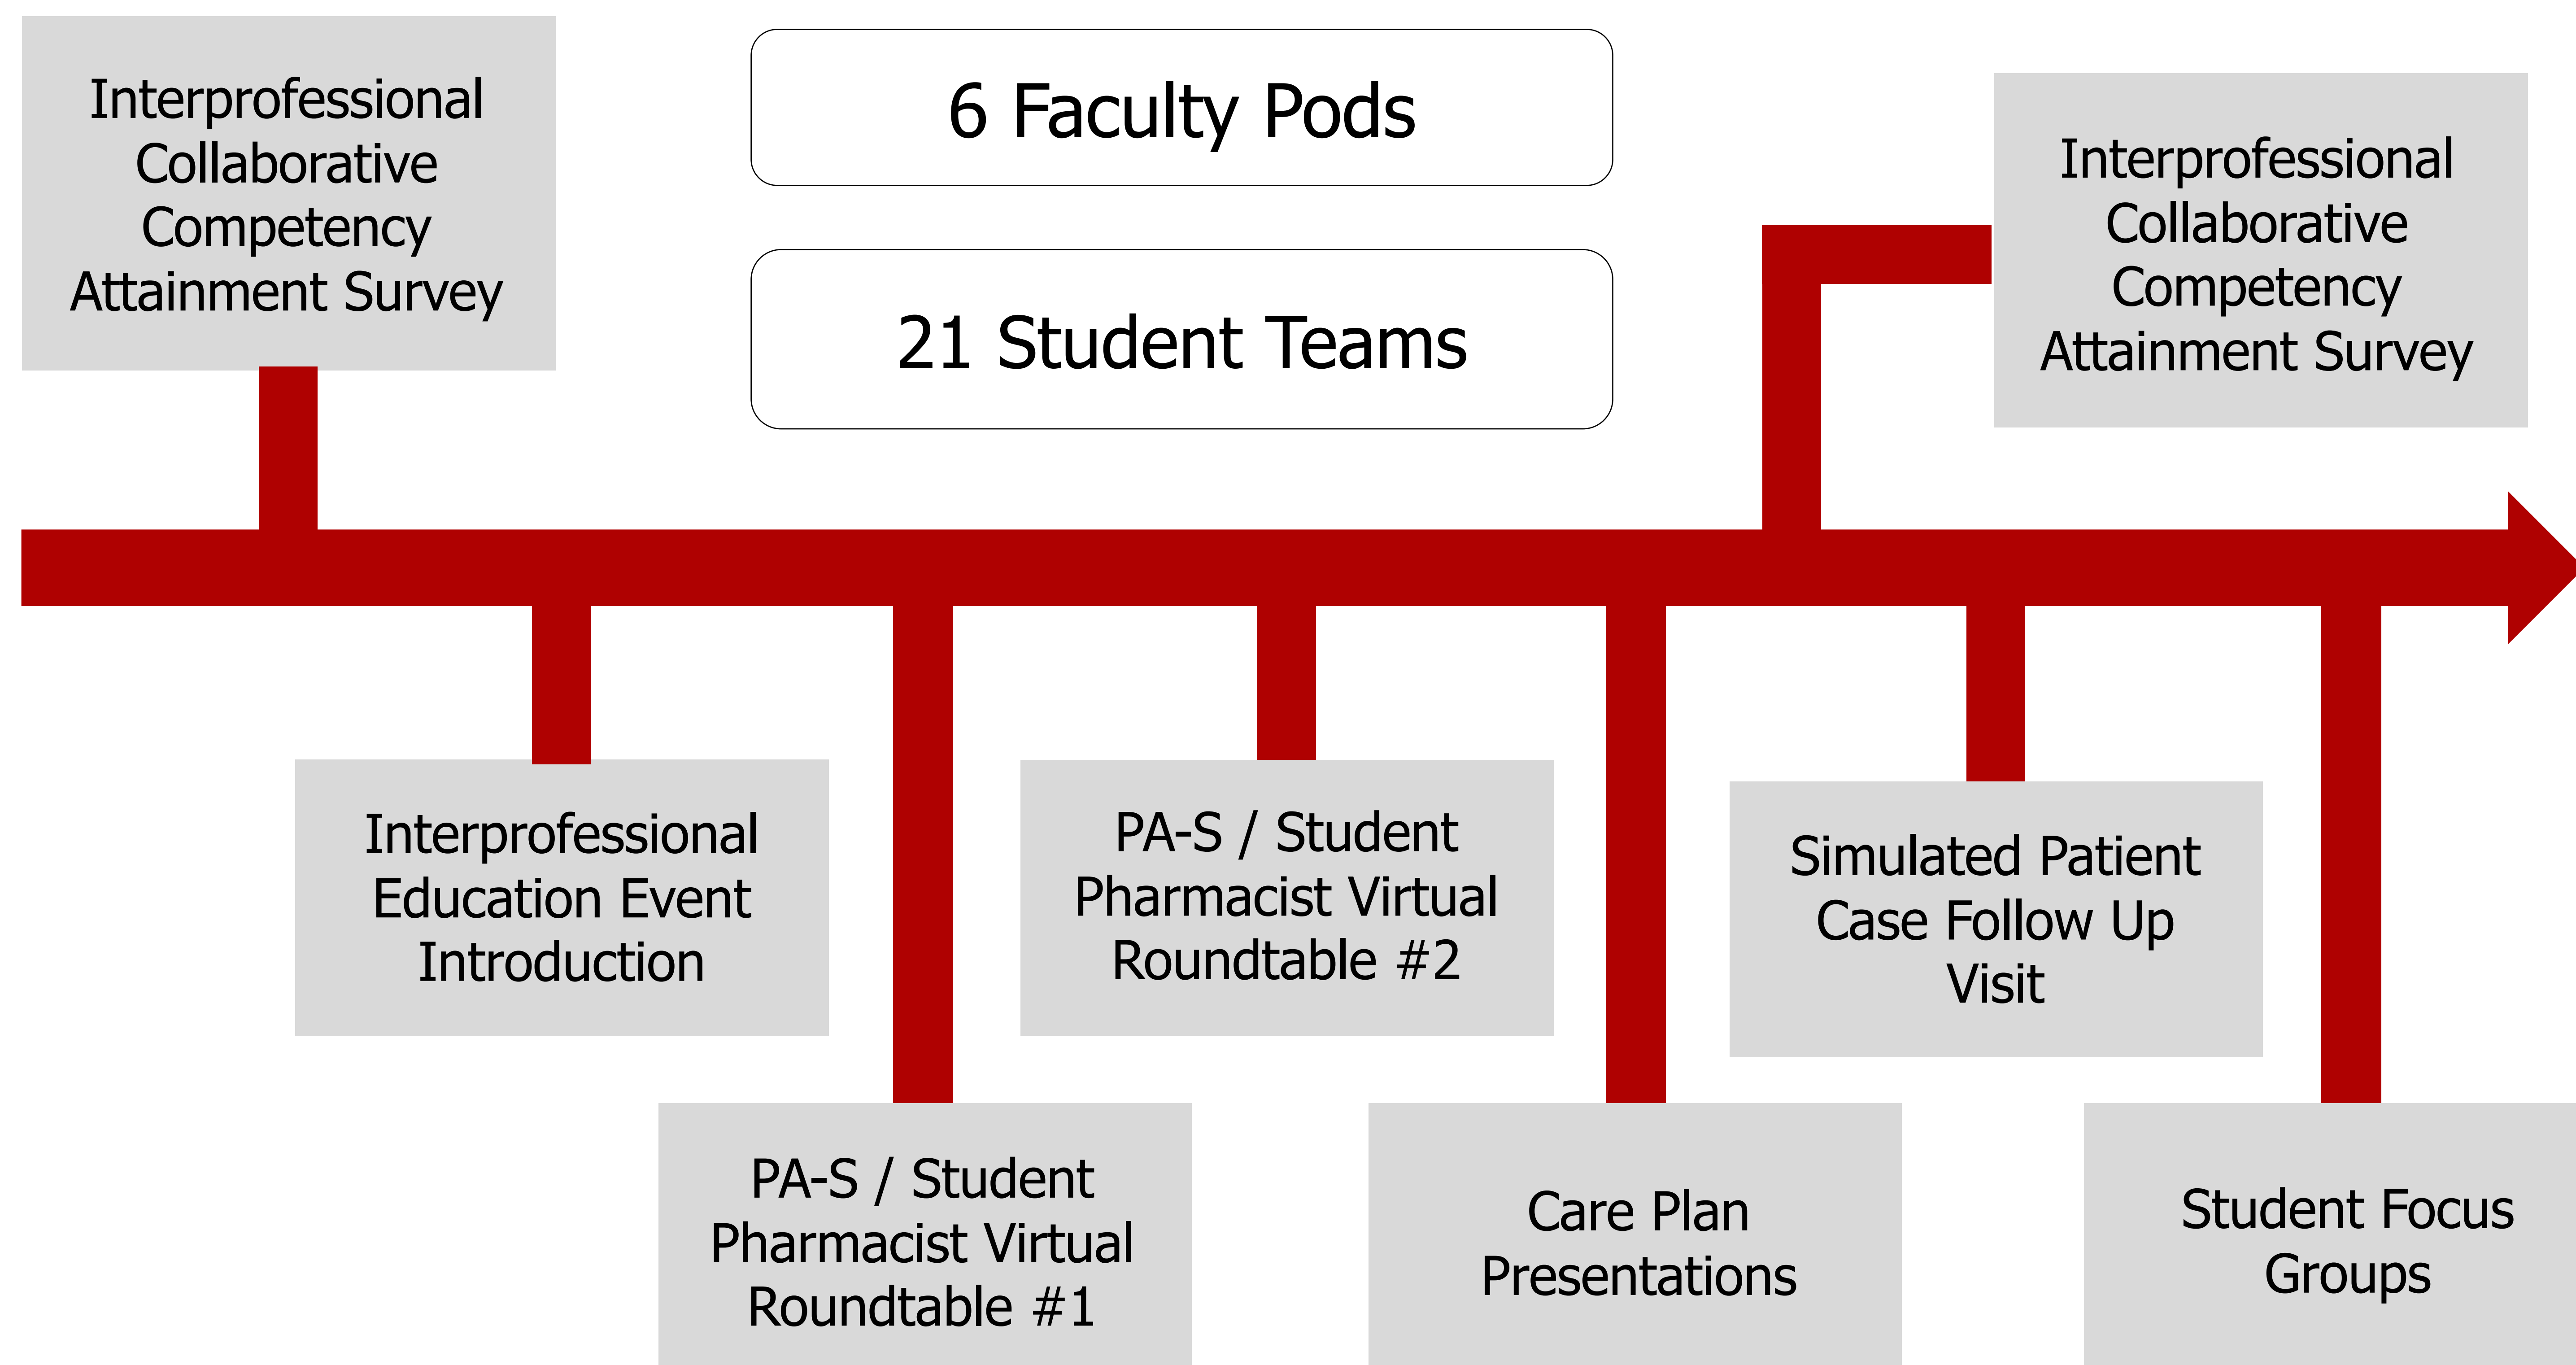 Interprofessional
Collaborative
Competency
Attainment Survey
6 Faculty Pods
21 Student Teams
Interprofessional
Collaborative
Competency
Attainment Survey
Interprofessional
Education Event
Introduction
PA-S / Student
Pharmacist Virtual
Roundtable #1
PA-S / Student
Pharmacist Virtual
Roundtable #2
Care Plan
Presentations
Simulated Patient
Case Follow Up
Visit
Student Focus
Groups